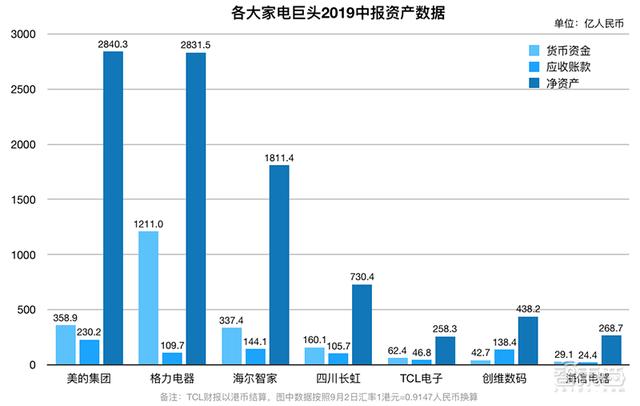 各大家电巨头2019中报资产数据
单位：亿人民币
货币资金
应收账款
净资产
3000
2500
2000
1500
1000
500
0
358.9 230.2 2840.3
1211.0 109.7 2831.5
337.4 144.1 1811.4
160.1 105.7 730.4
62.4 46.8 258.3
42.7 138.4 438.2
29.1 24.4 268.7
美的集团 格力电器 海尔智家 四川长虹 TCL电子 创维数码 海信电器
备注：TCL财报以港币结算，图中数据按照9月2日汇率1港元=0.9147人民币换算